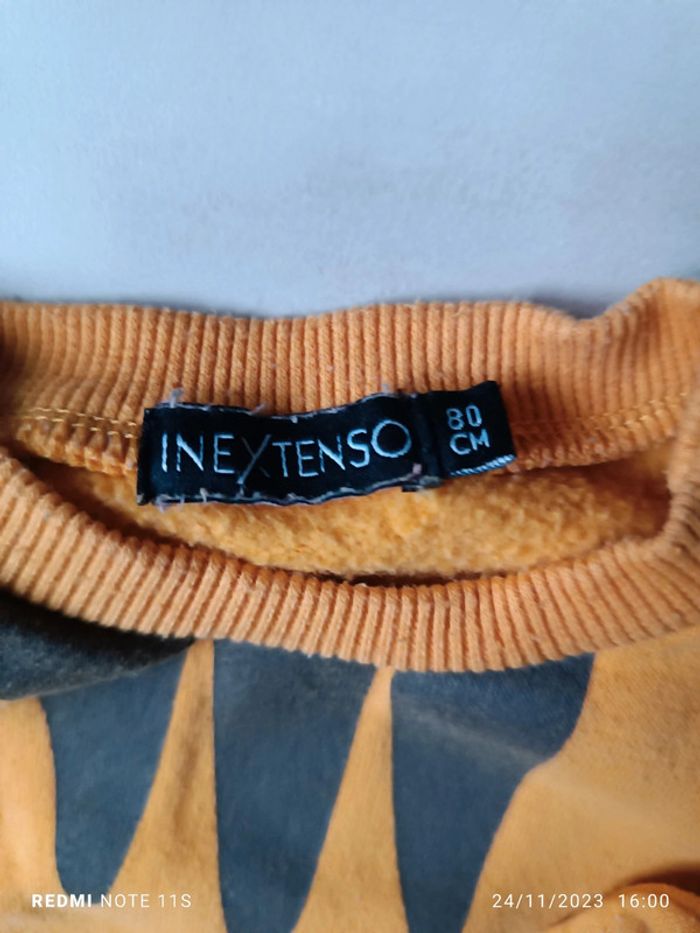 INEXTENSO
80
CM
REDMI NOTE 11S
24/11/2023 16:00